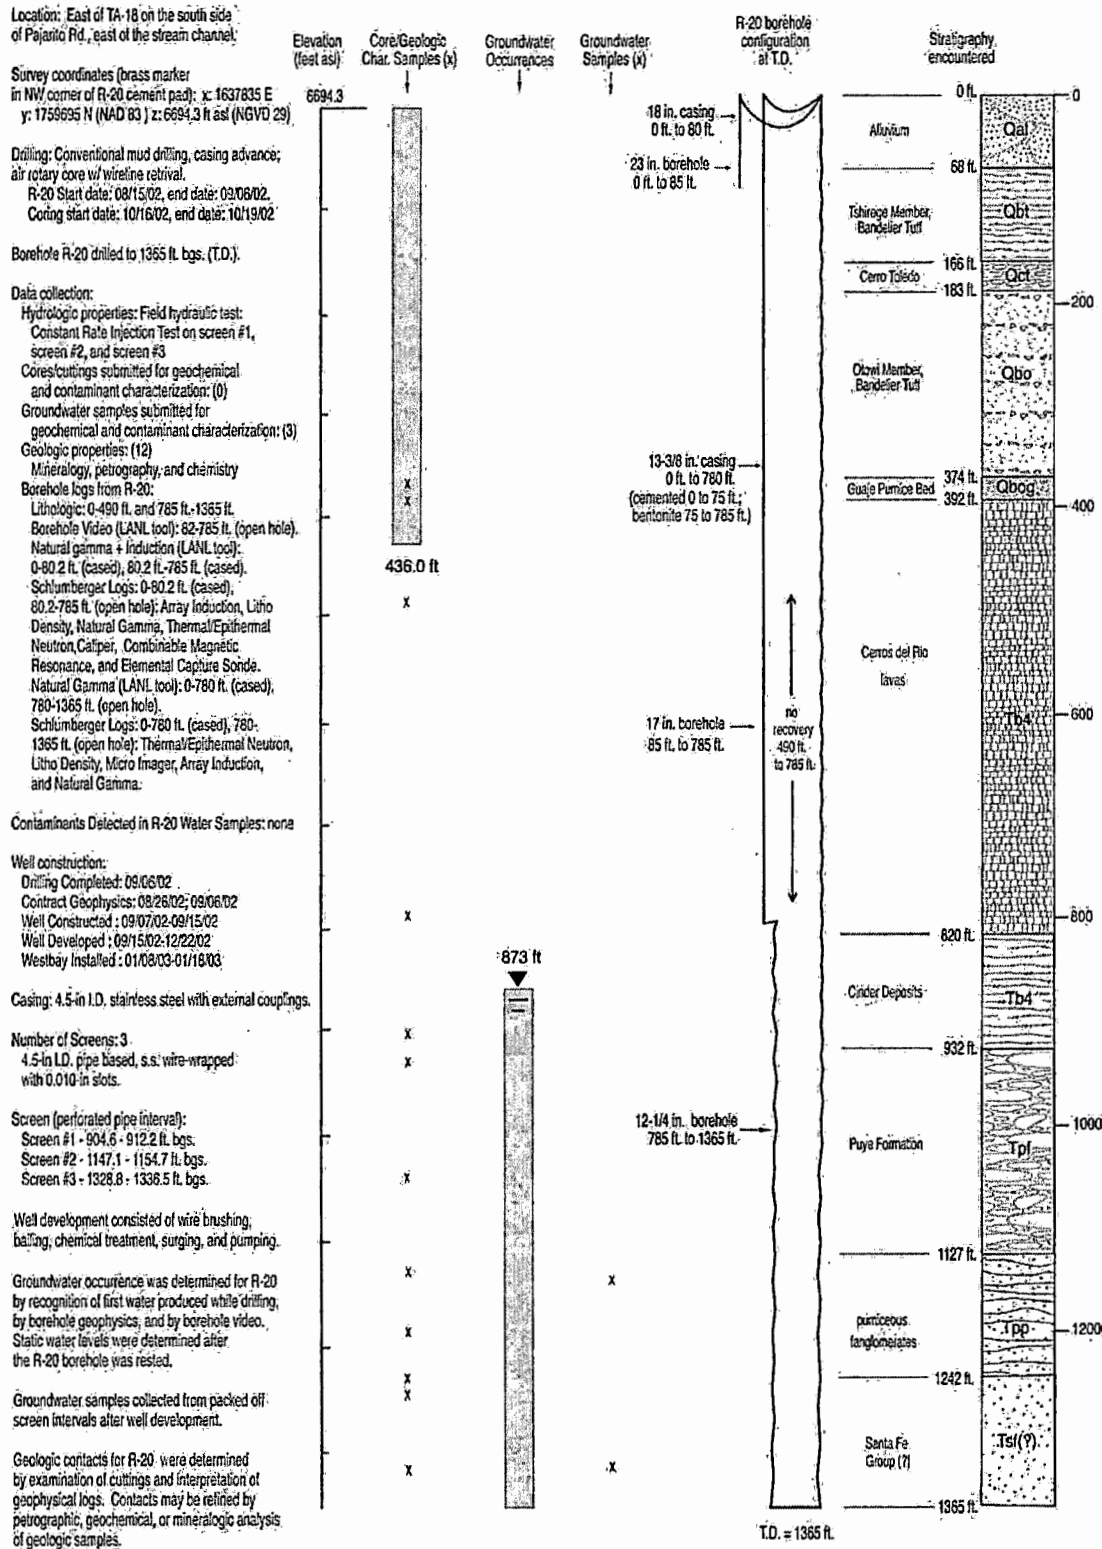 Location: East of TA-18 on the south side
of Pajarito Rd., east of the stream channel.
Survey coordinates (brass marker
in NW corner of R-20 cement pad): x: 1637835 E
y: 1759695 N (NAD 83) z: 6694.3 ft asl (NGVD 29)
Drilling: Conventional mud drilling, casing advance;
air rotary core w/ wireline retrival.
R-20 Start date: 08/15/02, end date: 09/06/02.
Coring start date: 10/16/02, end date: 10/19/02
Borehole R-20 drilled to 1365 ft. bgs. (T.D.).
Data collection:
Hydrologic properties: Field hydraulic test:
Constant Rate Injection Test on screen #1,
screen #2, and screen #3
Cores/cuttings submitted for geochemical
and contaminant characterization: (0)
Groundwater samples submitted for
geochemical and contaminant characterization: (3)
Geologic properties: (12)
Mineralogy, petrography, and chemistry
Borehole logs from R-20:
Lithologic: 0-490 ft. and 785 ft.-1365 ft.
Borehole Video (LANL tool): 82-785 ft. (open hole).
Natural gamma + Induction (LANL tool):
0-80.2 ft. (cased), 80.2 ft.-785 ft. (cased).
Schlumberger Logs: 0-80.2 ft. (cased),
80.2-785 ft. (open hole): Array Induction, Litho
Density, Natural Gamma, Thermal/Epithermal
Neutron, Caliper, Combinable Magnetic
Resonance, and Elemental Capture Sonde.
Natural Gamma (LANL tool): 0-780 ft. (cased),
780-1365 ft. (open hole).
Schlumberger Logs: 0-780 ft. (cased), 780-
1365 ft. (open hole): Thermal/Epithermal Neutron,
Litho Density, Micro Imager, Array Induction,
and Natural Gamma.
Contaminants Detected in R-20 Water Samples: none
Well construction:
Drilling Completed: 09/06/02
Contract Geophysics: 08/26/02; 09/06/02
Well Constructed : 09/07/02-09/15/02
Well Developed : 09/15/02-12/22/02
Westbay Installed : 01/08/03-01/16/03
Casing: 4.5-in I.D. stainless steel with external couplings.
Number of Screens: 3
4.5-in I.D. pipe based, s.s. wire-wrapped
with 0.010-in slots.
Screen (perforated pipe interval):
Screen #1 - 904.6 - 912.2 ft. bgs.
Screen #2 - 1147.1 - 1154.7 ft. bgs.
Screen #3 - 1328.8 - 1336.5 ft. bgs.
Well development consisted of wire brushing,
bailing, chemical treatment, surging, and pumping.
Groundwater occurrence was determined for R-20
by recognition of first water produced while drilling,
by borehole geophysics, and by borehole video.
Static water levels were determined after
the R-20 borehole was rested.
Groundwater samples collected from packed off
screen intervals after well development.
Geologic contacts for R-20 were determined
by examination of cuttings and interpretation of
geophysical logs. Contacts may be refined by
petrographic, geochemical, or mineralogic analysis
of geologic samples.
Elevation
(feet asl)
6694.3
Core/Geologic
Char. Samples (x)
x
x
436.0 ft
x
x
x
x
x
x
x
x
x
x
Groundwater
Occurrences
873 ft
Groundwater
Samples (x)
x
x
R-20 borehole
configuration
at T.D.
18 in. casing
0 ft. to 80 ft.
23 in. borehole
0 ft. to 85 ft.
13-3/8 in. casing
0 ft. to 780 ft.
(cemented 0 to 75 ft.;
bentonite 75 to 785 ft.)
no
recovery
490 ft.
to 785 ft.
17 in. borehole
85 ft. to 785 ft.
12-1/4 in. borehole
785 ft. to 1365 ft.
T.D. = 1365 ft.
Stratigraphy
encountered
0 ft.
Alluvium
Qal
68 ft.
Tshirege Member,
Bandelier Tuff
Qbt
166 ft.
Cerro Toledo
Qct
183 ft.
Otowi Member,
Bandelier Tuff
Qbo
374 ft.
Guaje Pumice Bed
Qbog
392 ft.
Cerros del Rio
lavas
Tb4
820 ft.
Cinder Deposits
Tb4
932 ft.
Puye Formation
Tpf
1127 ft.
pumiceous
fanglomerates
Tpp
1242 ft.
Santa Fe
Group (?)
Tsf(?)
1365 ft.
0
200
400
600
800
1000
1200